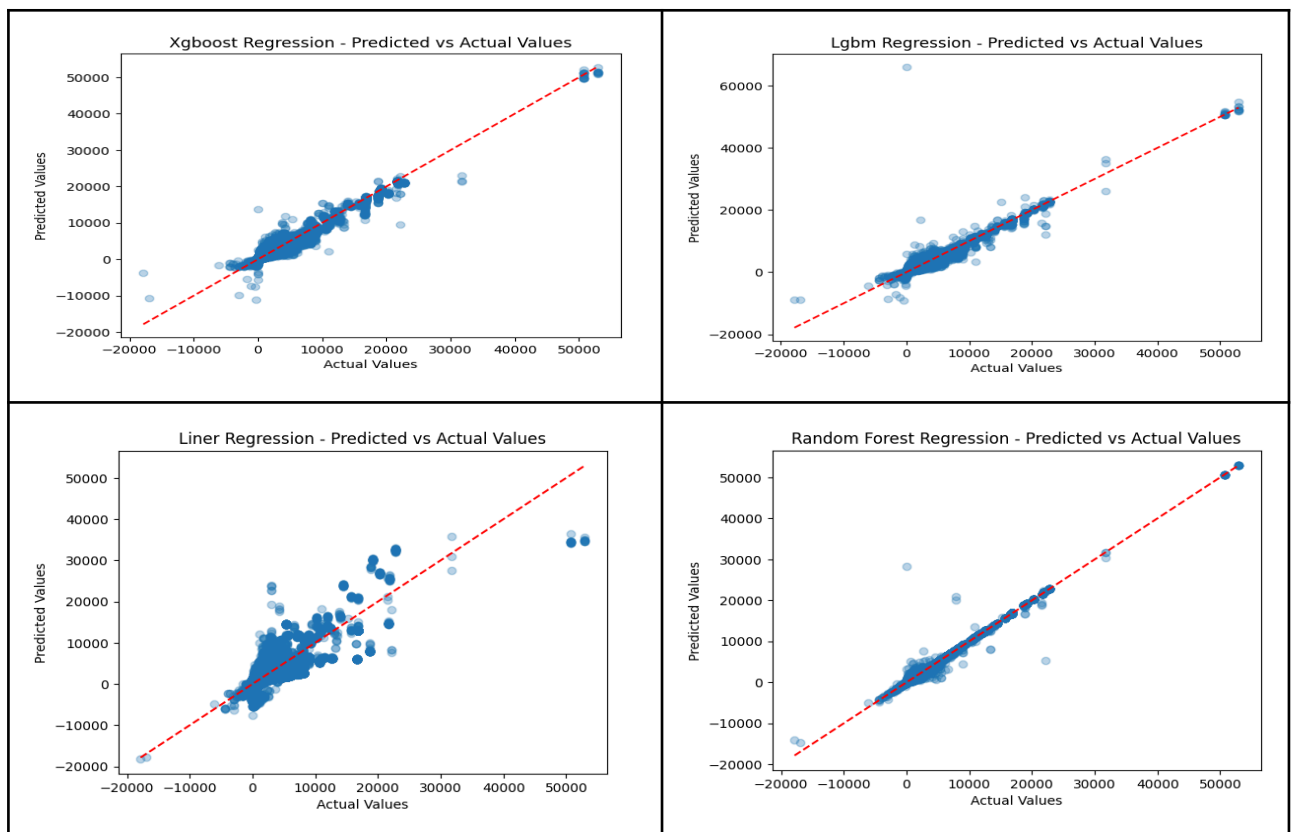 Xgboost Regression - Predicted vs Actual Values
50000
40000
30000
20000
10000
0
−10000
−20000
Predicted Values
−20000 −10000 0 10000 20000 30000 40000 50000
Actual Values
Lgbm Regression - Predicted vs Actual Values
60000
40000
20000
0
−20000
Predicted Values
−20000 −10000 0 10000 20000 30000 40000 50000
Actual Values
Liner Regression - Predicted vs Actual Values
50000
40000
30000
20000
10000
0
−10000
−20000
Predicted Values
−20000 −10000 0 10000 20000 30000 40000 50000
Actual Values
Random Forest Regression - Predicted vs Actual Values
50000
40000
30000
20000
10000
0
−10000
−20000
Predicted Values
−20000 −10000 0 10000 20000 30000 40000 50000
Actual Values